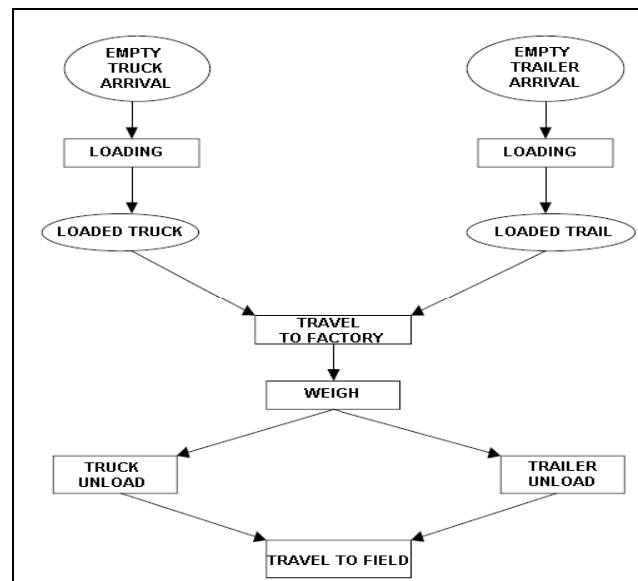 EMPTY
TRUCK
ARRIVAL
EMPTY
TRAILER
ARRIVAL
LOADING
LOADING
LOADED TRUCK
LOADED TRAIL
TRAVEL
TO FACTORY
WEIGH
TRUCK
UNLOAD
TRAILER
UNLOAD
TRAVEL TO FIELD